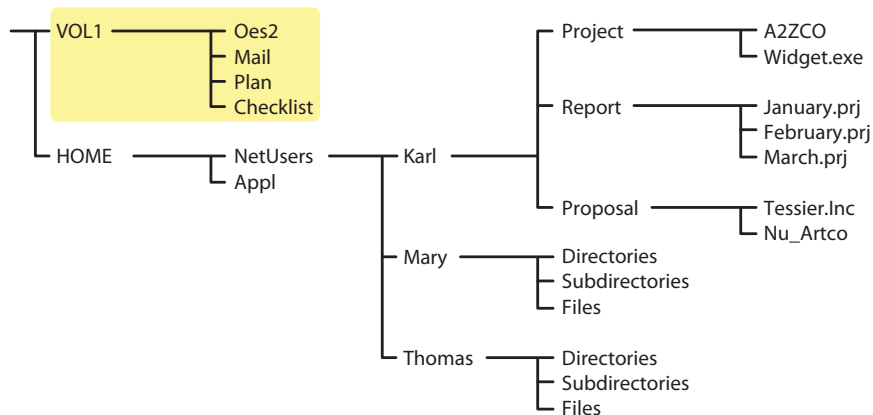 VOL1 Oes2 Project A2ZCO
Mail Widget.exe
Plan
Checklist Report January.prj
February.prj
HOME NetUsers Karl March.prj
Appl
Proposal Tessier.Inc
Nu_Artco
Mary Directories
Subdirectories
Files
Thomas Directories
Subdirectories
Files